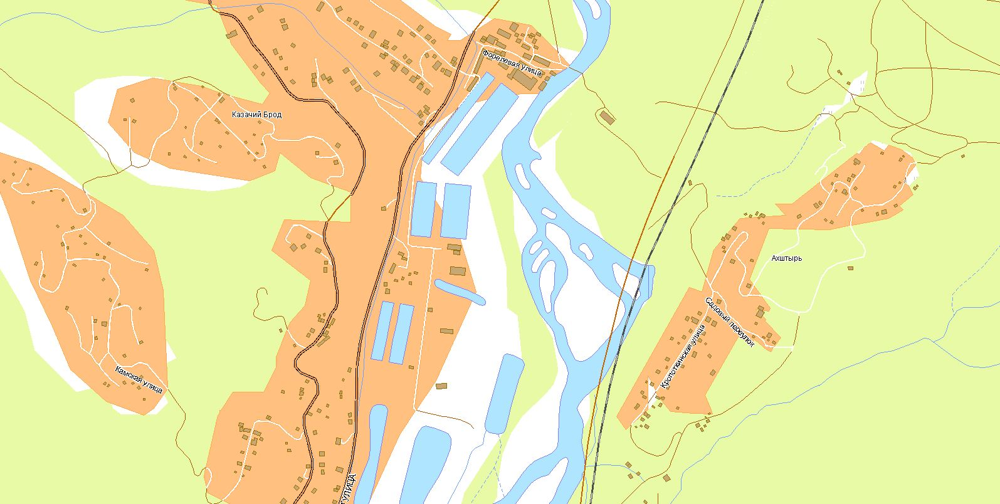 Форелевая улица
Казачий Брод
Ахштырь
Садовый переулок
Кропоткинская улица
Камская улица
УЛИЦА